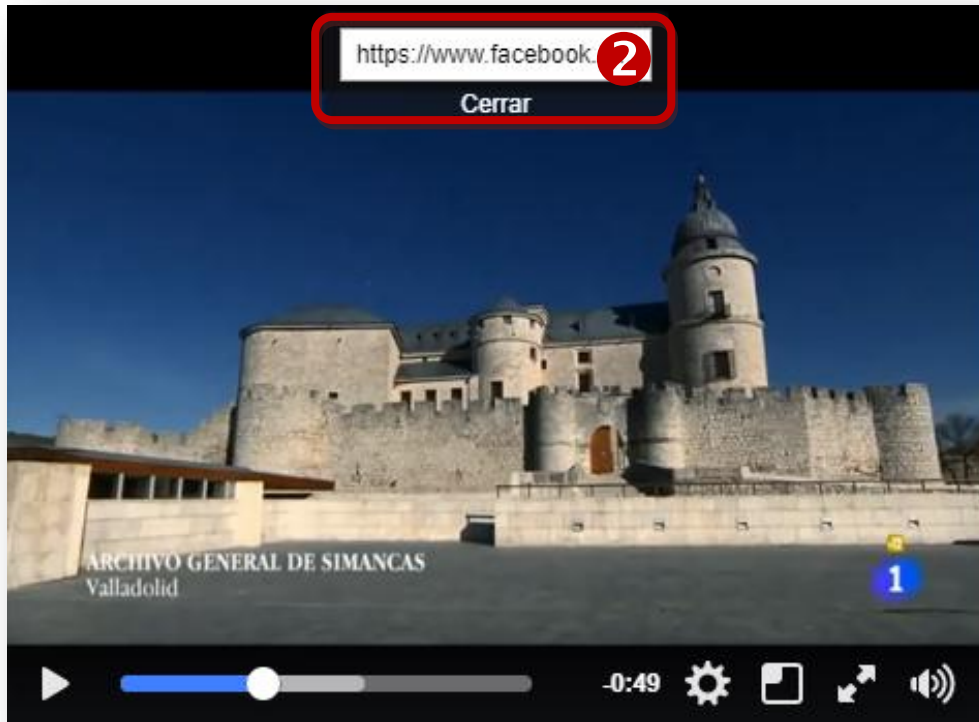 https://www.facebook.
2
Cerrar
ARCHIVO GENERAL DE SIMANCAS
Valladolid
1
-0:49